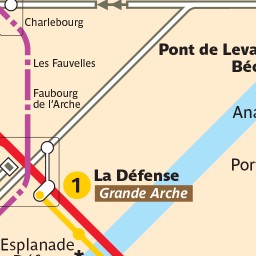 Charlebourg
Pont de Leva
Les Fauvelles
Béc
Faubourg
de l'Arche
Ana
Por
1 La Défense
Grande Arche
Esplanade